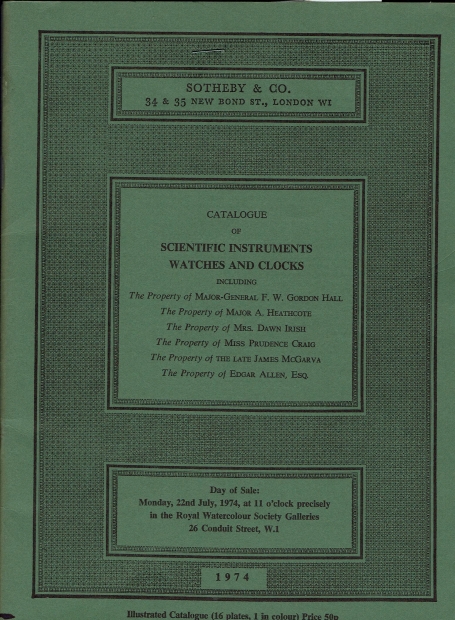 SOTHEBY & CO.
34 & 35 NEW BOND ST., LONDON W1
CATALOGUE
OF
SCIENTIFIC INSTRUMENTS
WATCHES AND CLOCKS
INCLUDING
The Property of MAJOR-GENERAL F. W. GORDON HALL
The Property of MAJOR A. HEATHCOTE
The Property of MRS. DAWN IRISH
The Property of MISS PRUDENCE CRAIG
The Property of THE LATE JAMES MCGARVA
The Property of EDGAR ALLEN, ESQ.
Day of Sale:
Monday, 22nd July, 1974, at 11 o'clock precisely
in the Royal Watercolour Society Galleries
26 Conduit Street, W.1
1974
Illustrated Catalogue (16 plates, 1 in colour) Price 50p